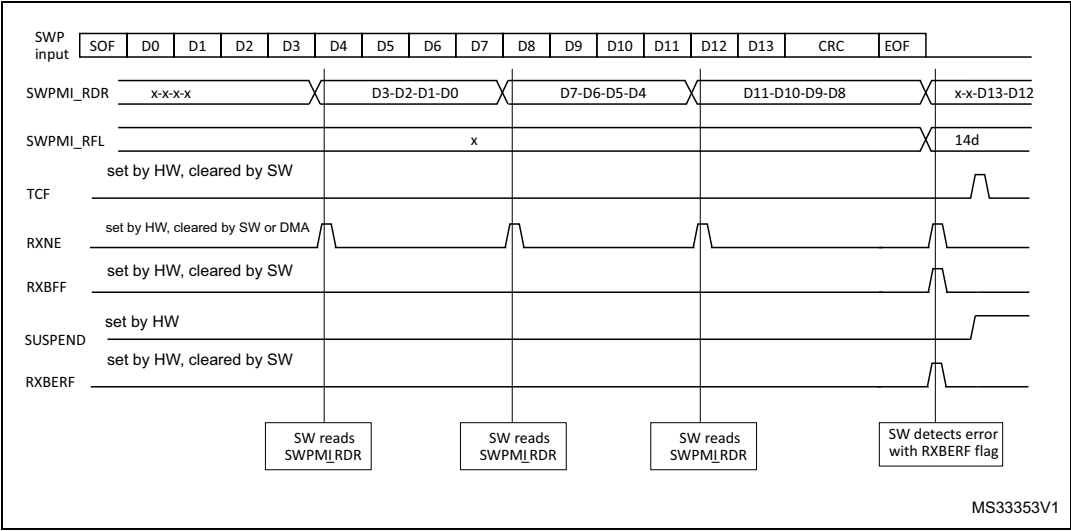 SWP
input
SOF D0 D1 D2 D3 D4 D5 D6 D7 D8 D9 D10 D11 D12 D13 CRC EOF
SWPMI_RDR x-x-x-x D3-D2-D1-D0 D7-D6-D5-D4 D11-D10-D9-D8 x-x-D13-D12
SWPMI_RFL x 14d
set by HW, cleared by SW
TCF
set by HW, cleared by SW or DMA
RXNE
set by HW, cleared by SW
RXBFF
set by HW
SUSPEND
set by HW, cleared by SW
RXBERF
SW reads
SWPMI_RDR
SW reads
SWPMI_RDR
SW reads
SWPMI_RDR
SW detects error
with RXBERF flag
MS33353V1